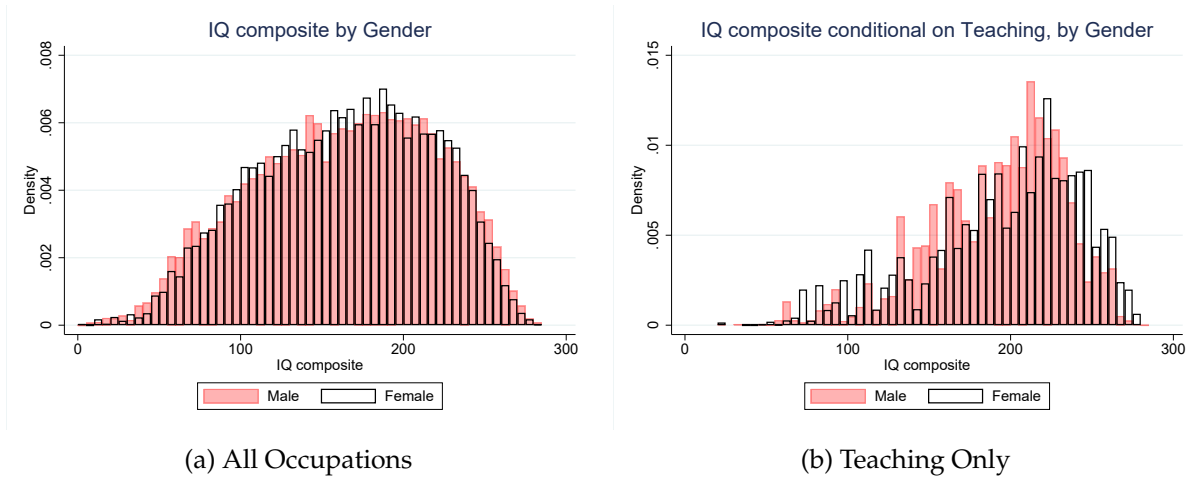 IQ composite by Gender
.008
.006
.004
.002
0
Density
0 100 200 300
IQ composite
Male Female
(a) All Occupations
IQ composite conditional on Teaching, by Gender
.015
.01
.005
0
Density
0 100 200 300
IQ composite
Male Female
(b) Teaching Only